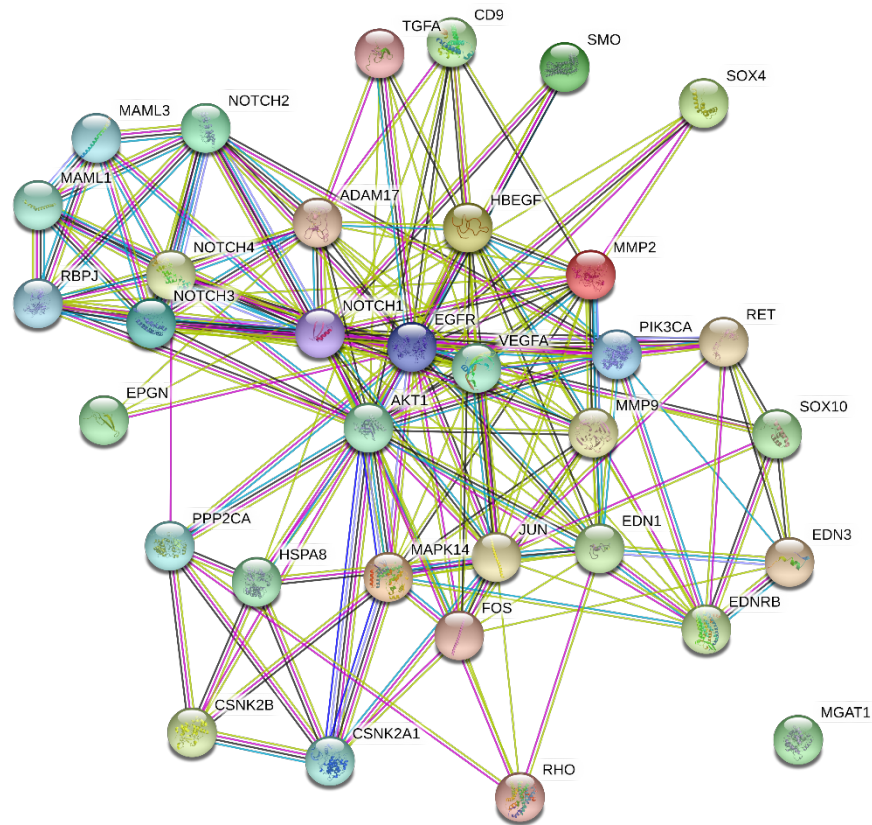 TGFA
CD9
SMO
SOX4
MAML3
NOTCH2
MAML1
ADAM17
HBEGF
MMP2
NOTCH4
RBPJ
NOTCH3
NOTCH1
EGFR
VEGFA
PIK3CA
RET
EPGN
AKT1
MMP9
SOX10
PPP2CA
HSPA8
MAPK14
JUN
EDN1
EDN3
FOS
EDNRB
CSNK2B
CSNK2A1
MGAT1
RHO